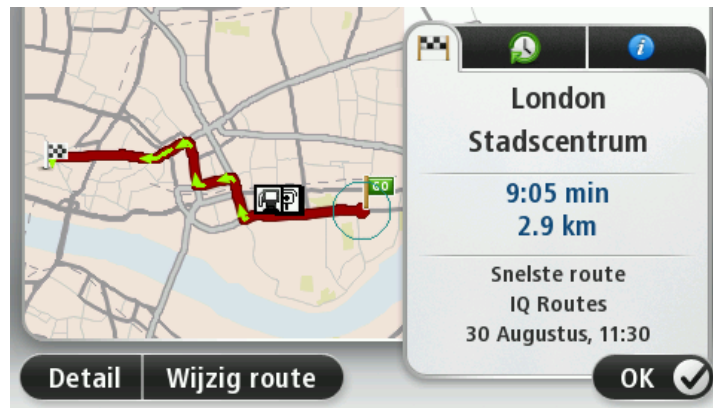 GO
London
Stadscentrum
9:05 min
2.9 km
Snelste route
IQ Routes
30 Augustus, 11:30
Detail
Wijzig route
OK